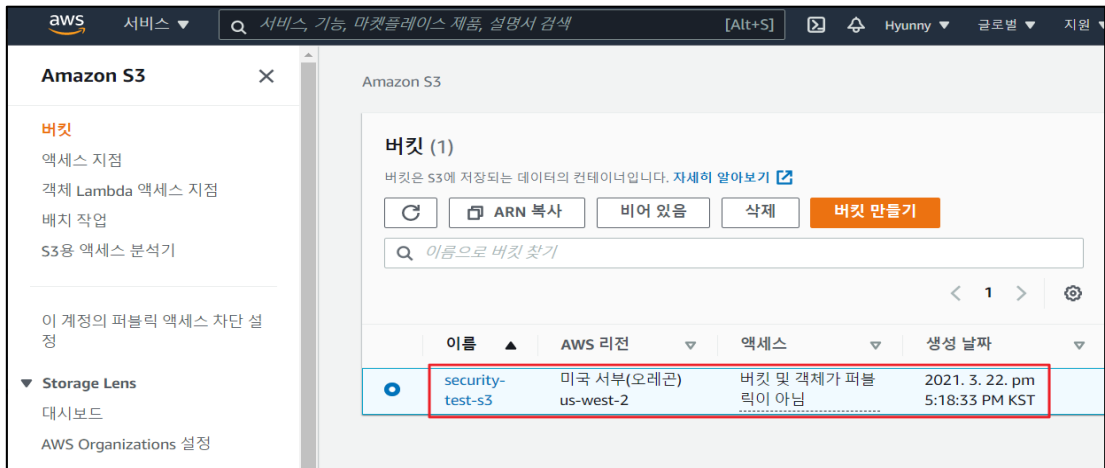 aws 서비스 ▼ 서비스, 기능, 마켓플레이스 제품, 설명서 검색 [Alt+S] Hyunny ▼ 글로벌 ▼ 지원 ▼
Amazon S3
버킷
액세스 지점
객체 Lambda 액세스 지점
배치 작업
S3용 액세스 분석기
이 계정의 퍼블릭 액세스 차단 설
정
▼ Storage Lens
대시보드
AWS Organizations 설정
Amazon S3
버킷 (1)
버킷은 S3에 저장되는 데이터의 컨테이너입니다. 자세히 알아보기
ARN 복사 비어 있음 삭제 버킷 만들기
이름으로 버킷 찾기
< 1 >
이름 ▲ AWS 리전 ▽ 액세스 ▽ 생성 날짜 ▽
security- 미국 서부(오레곤) 버킷 및 객체가 퍼블 2021. 3. 22. pm
test-s3 us-west-2 릭이 아님 5:18:33 PM KST